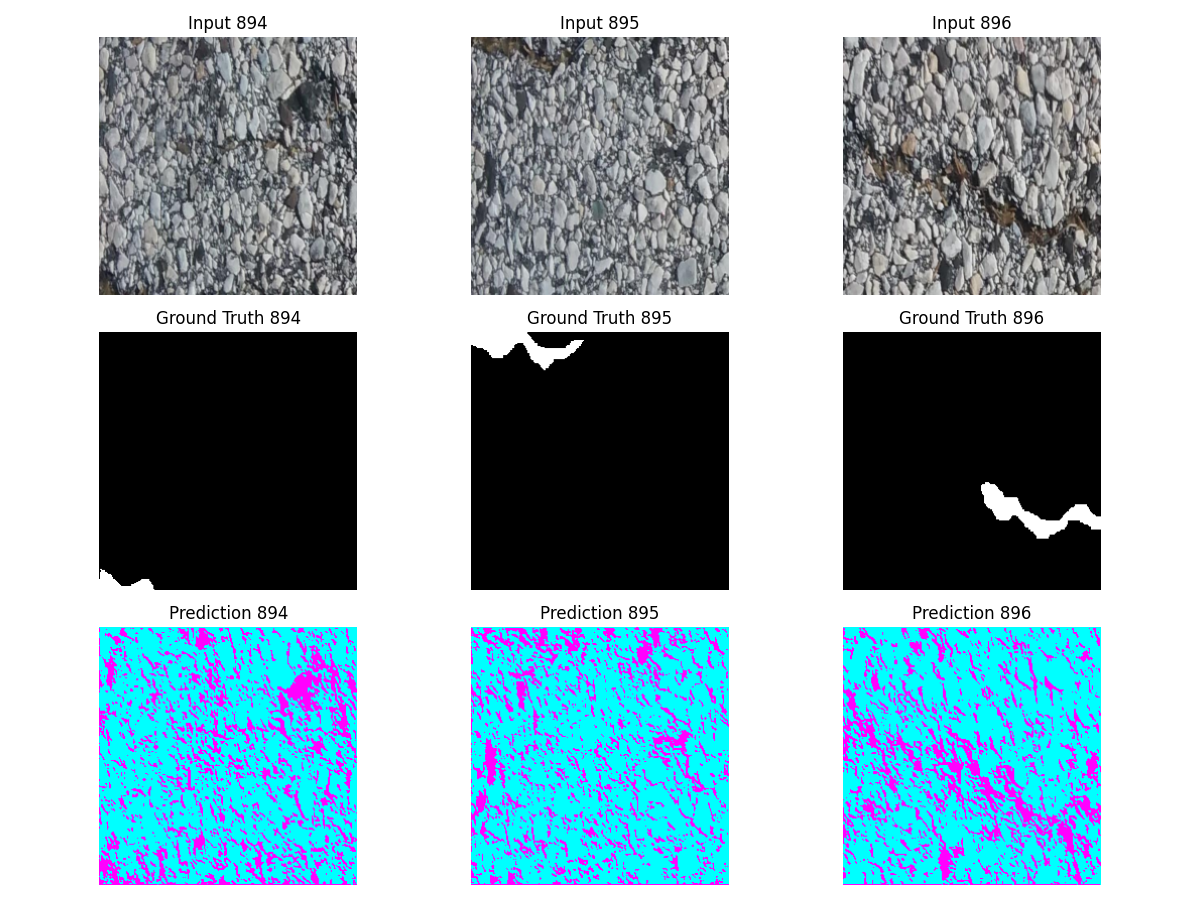 Input 894
Input 895
Input 896
Ground Truth 894
Ground Truth 895
Ground Truth 896
Prediction 894
Prediction 895
Prediction 896